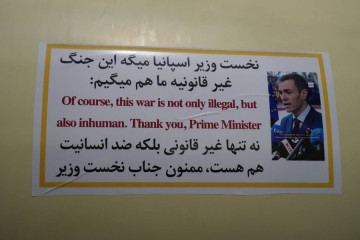 نخست وزیر اسپانیا میگه این جنگ
غیر قانونیه ما هم میگیم:
Of course, this war is not only illegal, but
also inhuman. Thank you, Prime Minister
نه تنها غیر قانونی بلکه ضد انسانیت
هم هست، ممنون جناب نخست وزیر